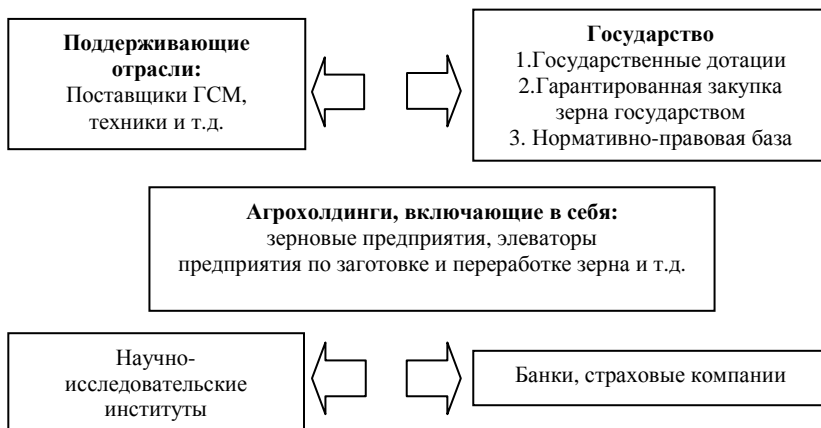 Поддерживающие
отрасли:
Поставщики ГСМ,
техники и т.д.
Государство
1.Государственные дотации
2.Гарантированная закупка
зерна государством
3. Нормативно-правовая база
Агрохолдинги, включающие в себя:
зерновые предприятия, элеваторы
предприятия по заготовке и переработке зерна и т.д.
Научно-
исследовательские
институты
Банки, страховые компании